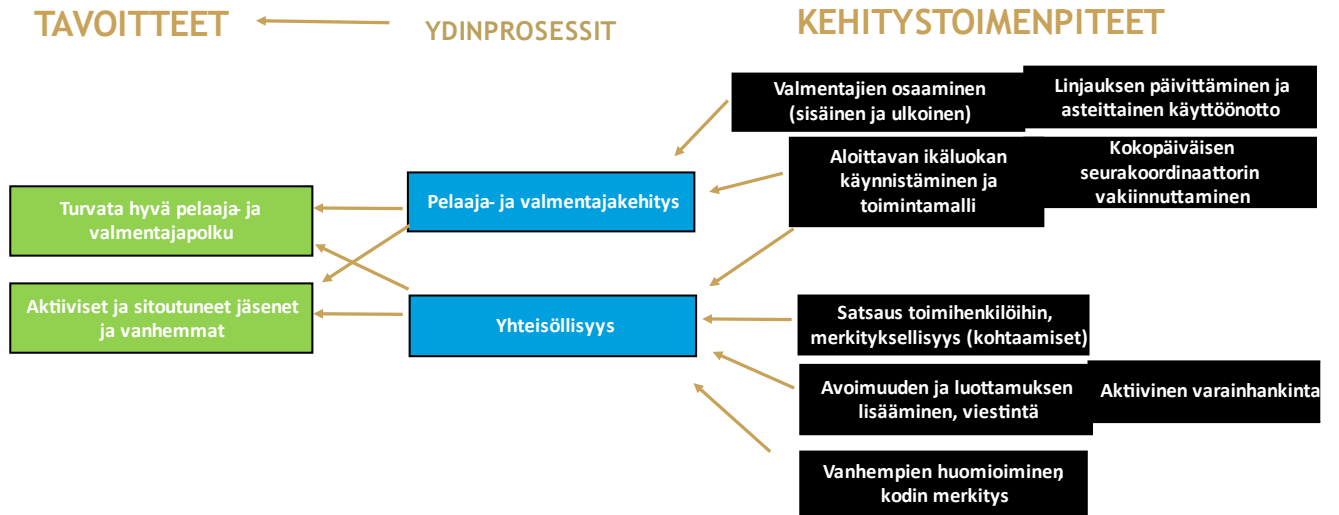 TAVOITTEET
YDINPROSESSIT
KEHITYSTOIMENPITEET
Valmentajien osaaminen
(sisäinen ja ulkoinen)
Linjauksen päivittäminen ja
asteittainen käyttöönotto
Aloittavan ikäluokan
käynnistäminen ja
toimintamalli
Kokopäiväisen
seurakoordinaattorin
vakiinnuttaminen
Pelaaja- ja valmentajakehitys
Turvata hyvä pelaaja- ja
valmentajapolku
Aktiiviset ja sitoutuneet jäsenet
ja vanhemmat
Yhteisöllisyys
Satsaus toimihenkilöihin,
merkityksellisyys (kohtaamiset)
Avoimuuden ja luottamuksen
lisääminen, viestintä
Aktiivinen varainhankinta
Vanhempien huomioiminen,
kodin merkitys